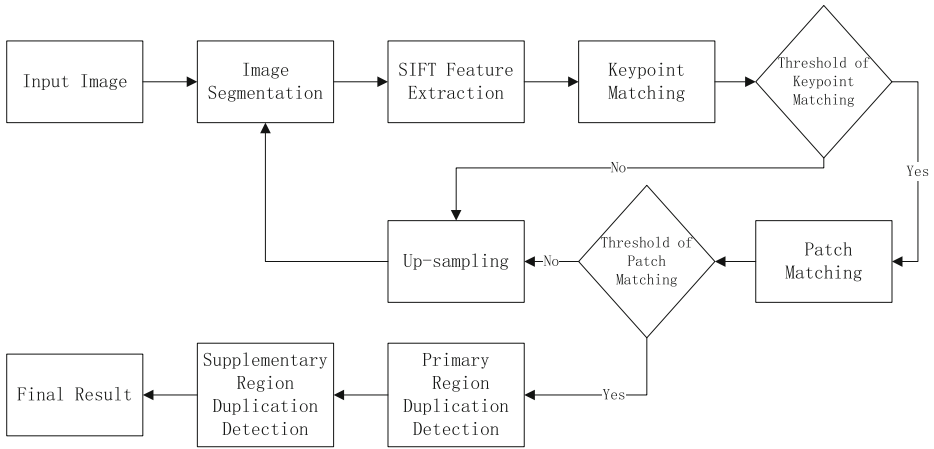 Input Image
Image
Segmentation
SIFT Feature
Extraction
Keypoint
Matching
Threshold of
Keypoint
Matching
No
Yes
Up-sampling
No
Threshold of
Patch
Matching
Patch
Matching
Yes
Final Result
Supplementary
Region
Duplication
Detection
Primary
Region
Duplication
Detection